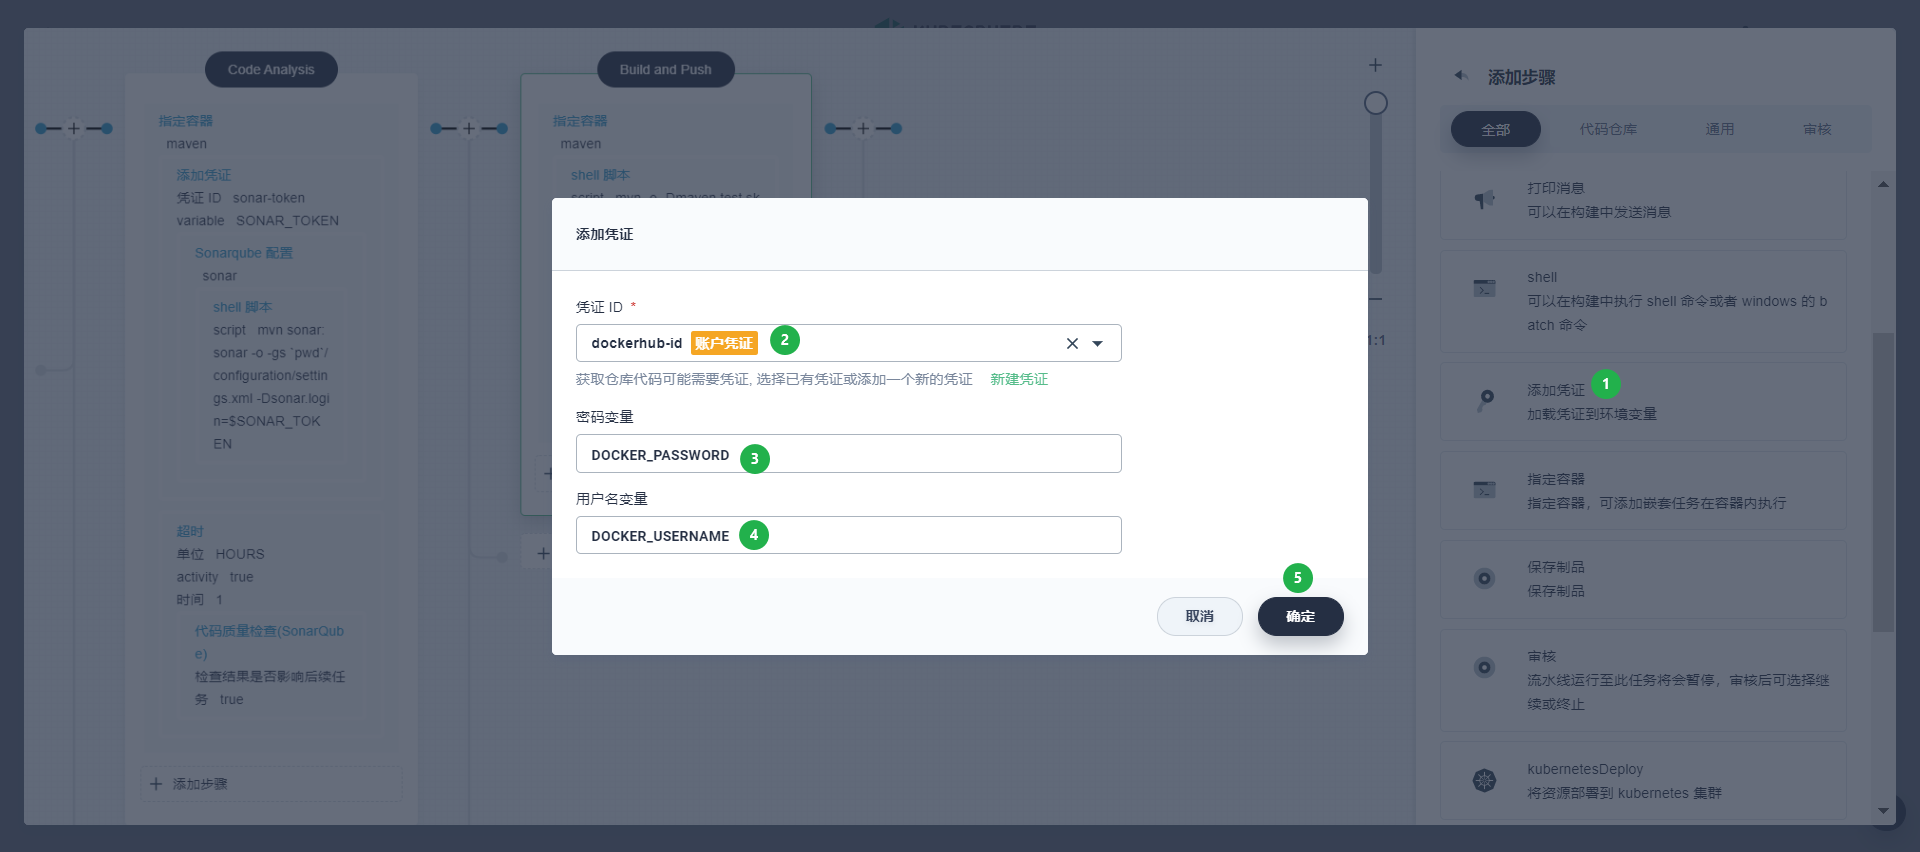 Code Analysis
指定容器
maven
添加凭证
凭证 ID sonar-token
variable SONAR_TOKEN
Sonarqube 配置
sonar
shell 脚本
script mvn sonar:
sonar -o -gs `pwd`/
configuration/settin
gs.xml -Dsonar.logi
n=$SONAR_TOK
EN
超时
单位 HOURS
activity true
时间 1
代码质量检查(SonarQub
e)
检查结果是否影响后续任
务 true
添加步骤
Build and Push
指定容器
maven
shell 脚本
script mvn -o -Dmaven.test.sk
添加凭证
凭证 ID *
dockerhub-id 账户凭证 2
获取仓库代码可能需要凭证, 选择已有凭证或添加一个新的凭证 新建凭证
密码变量
DOCKER_PASSWORD 3
用户名变量
DOCKER_USERNAME 4
5
取消 确定
1:1
添加步骤
全部 代码仓库 通用 审核
打印消息
可以在构建中发送消息
shell
可以在构建中执行 shell 命令或者 windows 的 b
atch 命令
添加凭证 1
加载凭证到环境变量
指定容器
指定容器，可添加嵌套任务在容器内执行
保存制品
保存制品
审核
流水线运行至此任务将会暂停，审核后可选择继
续或终止
kubernetesDeploy
将资源部署到 kubernetes 集群